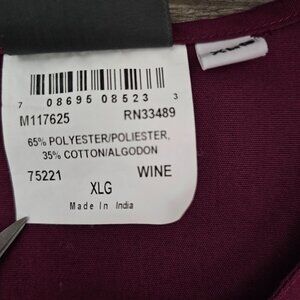 7 08695 08523 3
M117625 RN33489
65% POLYESTER/POLIESTER,
35% COTTON/ALGODON
75221 WINE
XLG
Made In India